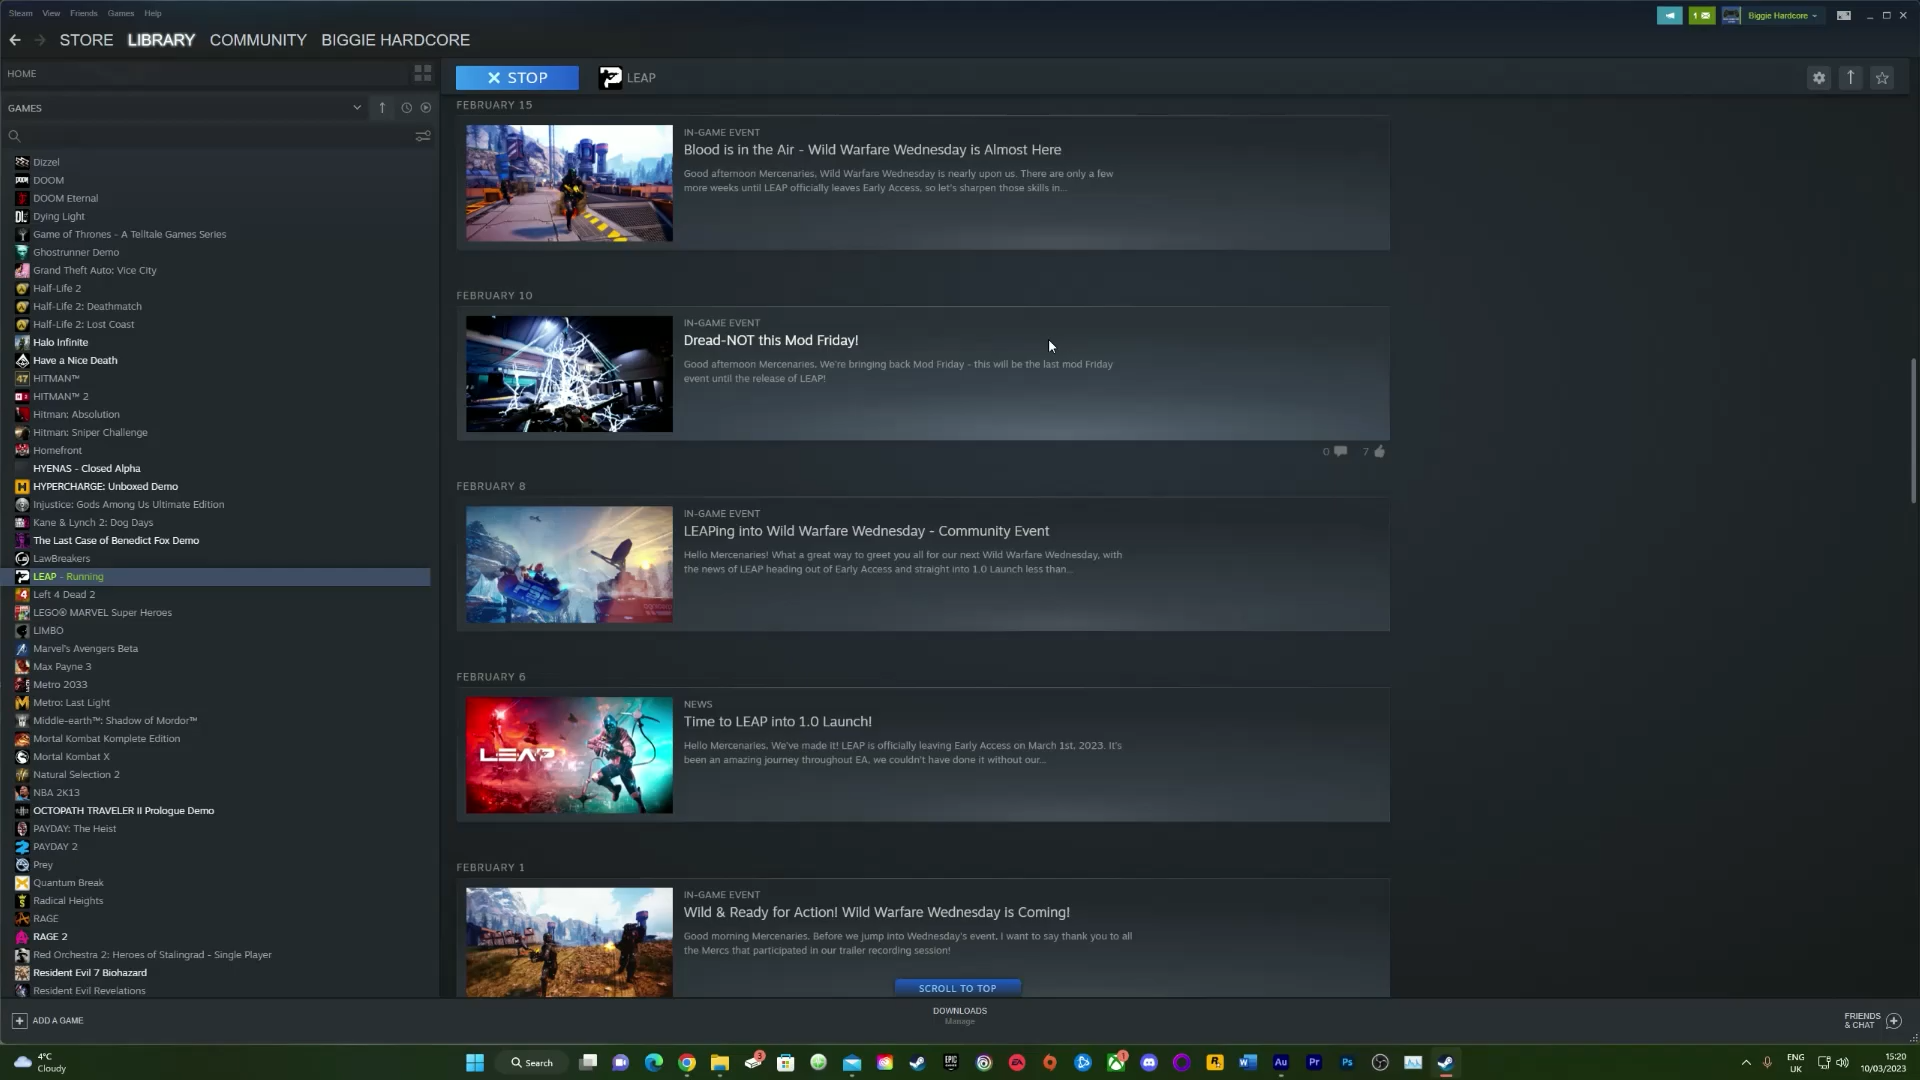 Steam View Friends Games Help
1
Biggie Hardcore
STORE LIBRARY COMMUNITY BIGGIE HARDCORE
HOME
STOP
LEAP
GAMES
Dizzel
DOOM
DOOM Eternal
Dying Light
Game of Thrones - A Telltale Games Series
Ghostrunner Demo
Grand Theft Auto: Vice City
Half-Life 2
Half-Life 2: Deathmatch
Half-Life 2: Lost Coast
Halo Infinite
Have a Nice Death
HITMAN™
HITMAN™ 2
Hitman: Absolution
Hitman: Sniper Challenge
Homefront
HYENAS - Closed Alpha
HYPERCHARGE: Unboxed Demo
Injustice: Gods Among Us Ultimate Edition
Kane & Lynch 2: Dog Days
The Last Case of Benedict Fox Demo
LawBreakers
LEAP - Running
Left 4 Dead 2
LEGO® MARVEL Super Heroes
LIMBO
Marvel's Avengers Beta
Max Payne 3
Metro 2033
Metro: Last Light
Middle-earth™: Shadow of Mordor™
Mortal Kombat Komplete Edition
Mortal Kombat X
Natural Selection 2
NBA 2K13
OCTOPATH TRAVELER II Prologue Demo
PAYDAY: The Heist
PAYDAY 2
Prey
Quantum Break
Radical Heights
RAGE
RAGE 2
Red Orchestra 2: Heroes of Stalingrad - Single Player
Resident Evil 7 Biohazard
Resident Evil Revelations
FEBRUARY 15
IN-GAME EVENT
Blood is in the Air - Wild Warfare Wednesday is Almost Here
Good afternoon Mercenaries, Wild Warfare Wednesday is nearly upon us. There are only a few
more weeks until LEAP officially leaves Early Access, so let's sharpen those skills in...
FEBRUARY 10
IN-GAME EVENT
Dread-NOT this Mod Friday!
Good afternoon Mercenaries, We're bringing back Mod Friday - this will be the last mod Friday
event until the release of LEAP!
0 7
FEBRUARY 8
IN-GAME EVENT
LEAPing into Wild Warfare Wednesday - Community Event
Hello Mercenaries! What a great way to greet you all for our next Wild Warfare Wednesday, with
the news of LEAP heading out of Early Access and straight into 1.0 Launch less than...
FEBRUARY 6
LEAP
NEWS
Time to LEAP into 1.0 Launch!
Hello Mercenaries, We've made it! LEAP is officially leaving Early Access on March 1st, 2023. It's
been an amazing journey throughout EA, we couldn't have done it without our...
FEBRUARY 1
IN-GAME EVENT
Wild & Ready for Action! Wild Warfare Wednesday is Coming!
Good morning Mercenaries, Before we jump into Wednesday's event, I want to say thank you to all
the Mercs that participated in our trailer recording session!
SCROLL TO TOP
ADD A GAME
DOWNLOADS
Manage
FRIENDS
& CHAT
4°C
Cloudy
Search
3
1
Au
Pr
Ps
ENG
UK
15:20
10/03/2023